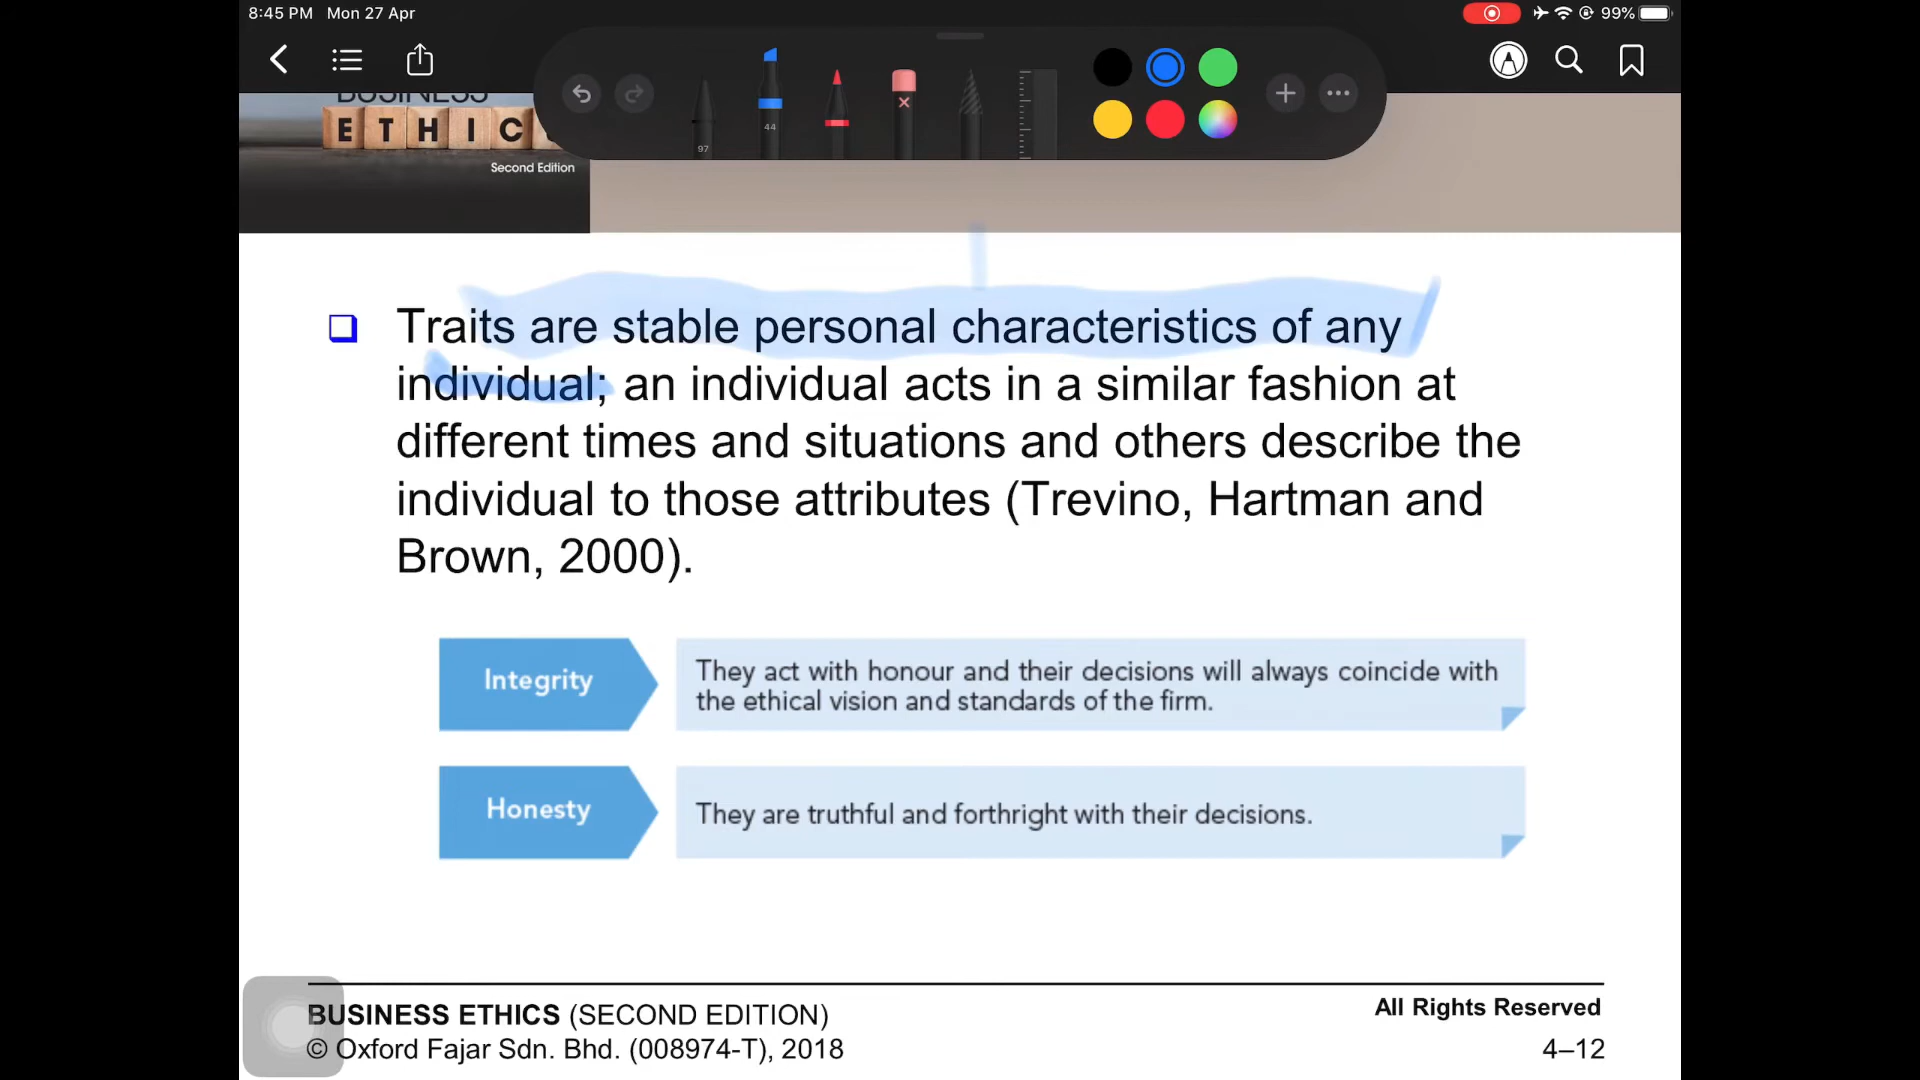 8:45 PM Mon 27 Apr
99%
97
44
BUSINESS
ETHIC
Second Edition
Traits are stable personal characteristics of any
individual; an individual acts in a similar fashion at
different times and situations and others describe the
individual to those attributes (Trevino, Hartman and
Brown, 2000).
Integrity
They act with honour and their decisions will always coincide with
the ethical vision and standards of the firm.
Honesty
They are truthful and forthright with their decisions.
BUSINESS ETHICS (SECOND EDITION)
© Oxford Fajar Sdn. Bhd. (008974-T), 2018
All Rights Reserved
4–12